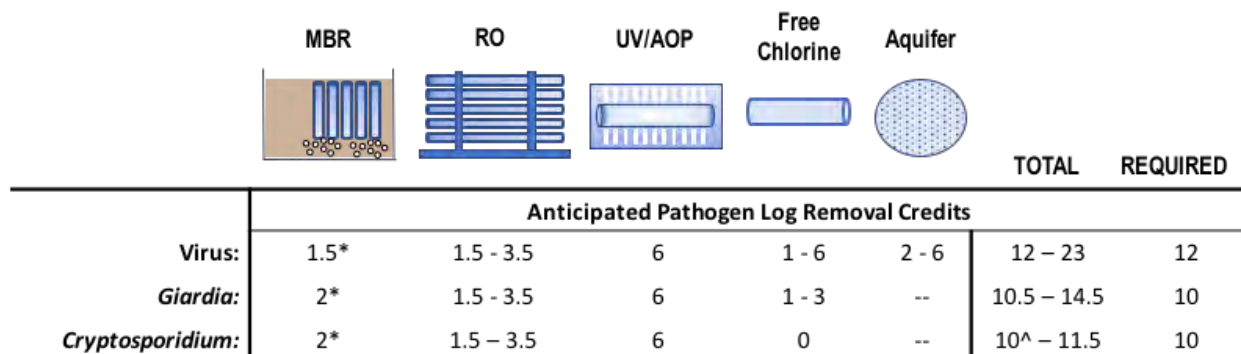 MBR RO UV/AOP Free Chlorine Aquifer
TOTAL REQUIRED
Anticipated Pathogen Log Removal Credits
Virus: 1.5* 1.5 - 3.5 6 1 - 6 2 - 6 12 – 23 12
Giardia: 2* 1.5 - 3.5 6 1 - 3 -- 10.5 – 14.5 10
Cryptosporidium: 2* 1.5 – 3.5 6 0 -- 10^ – 11.5 10